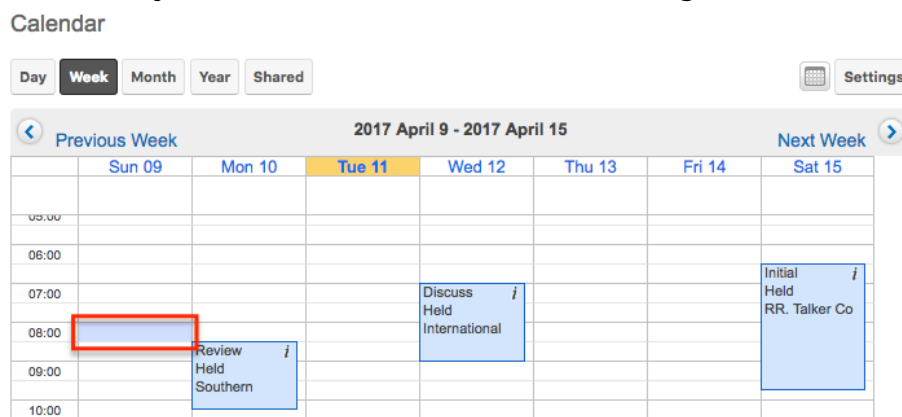 Calendar
Day Week Month Year Shared Settings
Previous Week 2017 April 9 - 2017 April 15 Next Week
Sun 09 Mon 10 Tue 11 Wed 12 Thu 13 Fri 14 Sat 15
05:00
06:00
Initial i
07:00 Discuss i Held
Held RR. Talker Co
08:00 International
Review i
09:00 Held
Southern
10:00